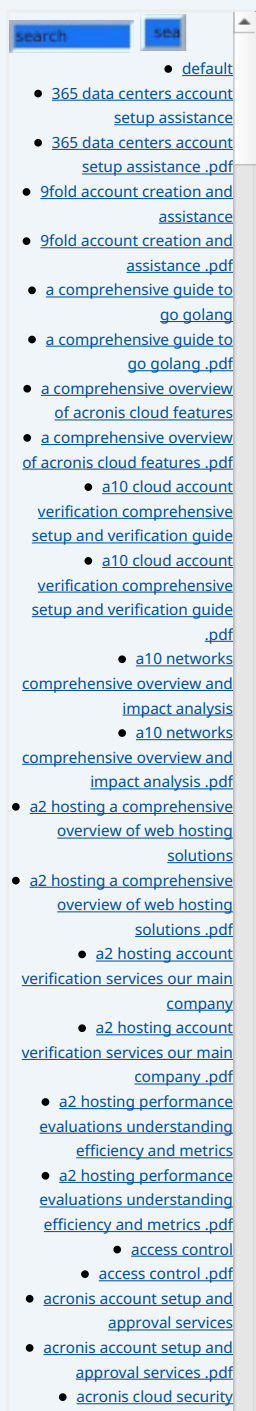 search
sea
default
365 data centers account
setup assistance
365 data centers account
setup assistance .pdf
9fold account creation and
assistance
9fold account creation and
assistance .pdf
a comprehensive guide to
go golang
a comprehensive guide to
go golang .pdf
a comprehensive overview
of acronis cloud features
a comprehensive overview
of acronis cloud features .pdf
a10 cloud account
verification comprehensive
setup and verification guide
a10 cloud account
verification comprehensive
setup and verification guide
.pdf
a10 networks
comprehensive overview and
impact analysis
a10 networks
comprehensive overview and
impact analysis .pdf
a2 hosting a comprehensive
overview of web hosting
solutions
a2 hosting a comprehensive
overview of web hosting
solutions .pdf
a2 hosting account
verification services our main
company
a2 hosting account
verification services our main
company .pdf
a2 hosting performance
evaluations understanding
efficiency and metrics
a2 hosting performance
evaluations understanding
efficiency and metrics .pdf
access control
access control .pdf
acronis account setup and
approval services
acronis account setup and
approval services .pdf
acronis cloud security